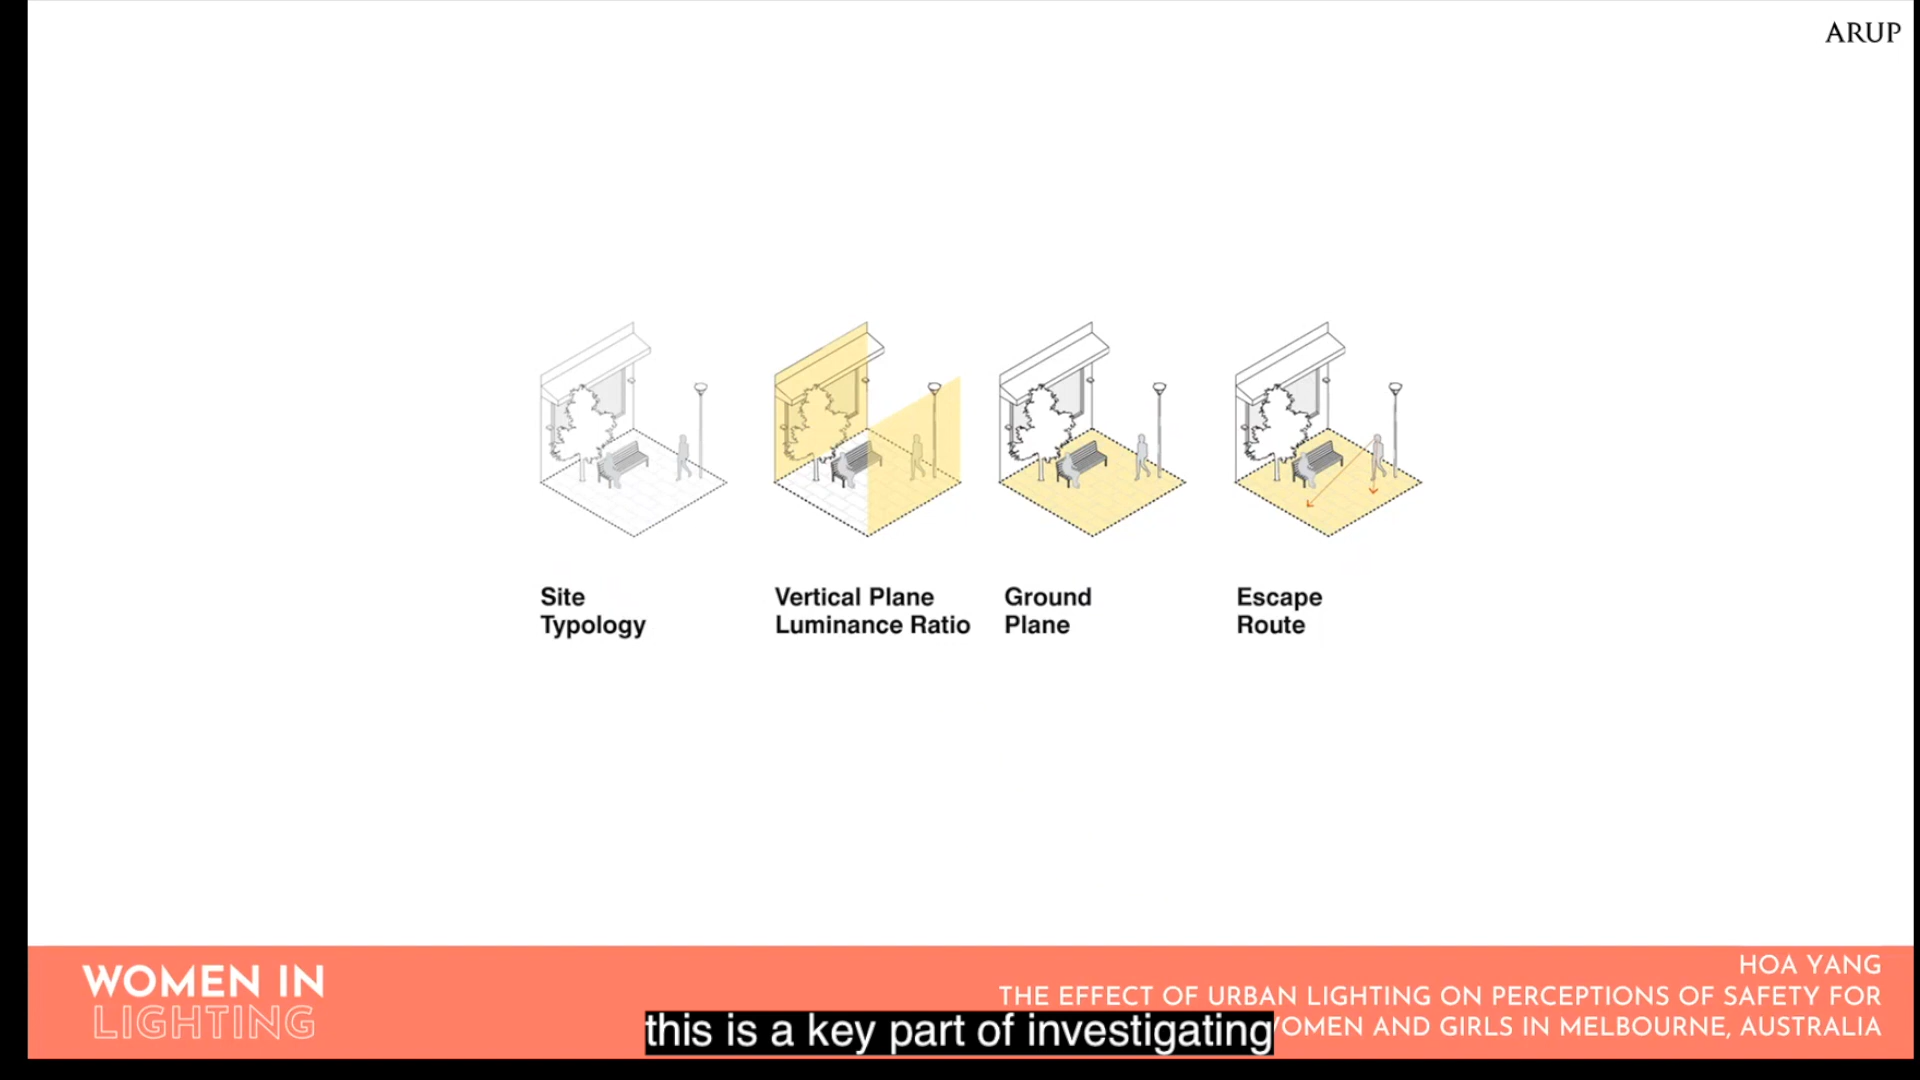 ARUP
Site
Typology
Vertical Plane
Luminance Ratio
Ground
Plane
Escape
Route
WOMEN IN
LIGHTING
HOA YANG
THE EFFECT OF URBAN LIGHTING ON PERCEPTIONS OF SAFETY FOR
OMEN AND GIRLS IN MELBOURNE, AUSTRALIA
this is a key part of investigating